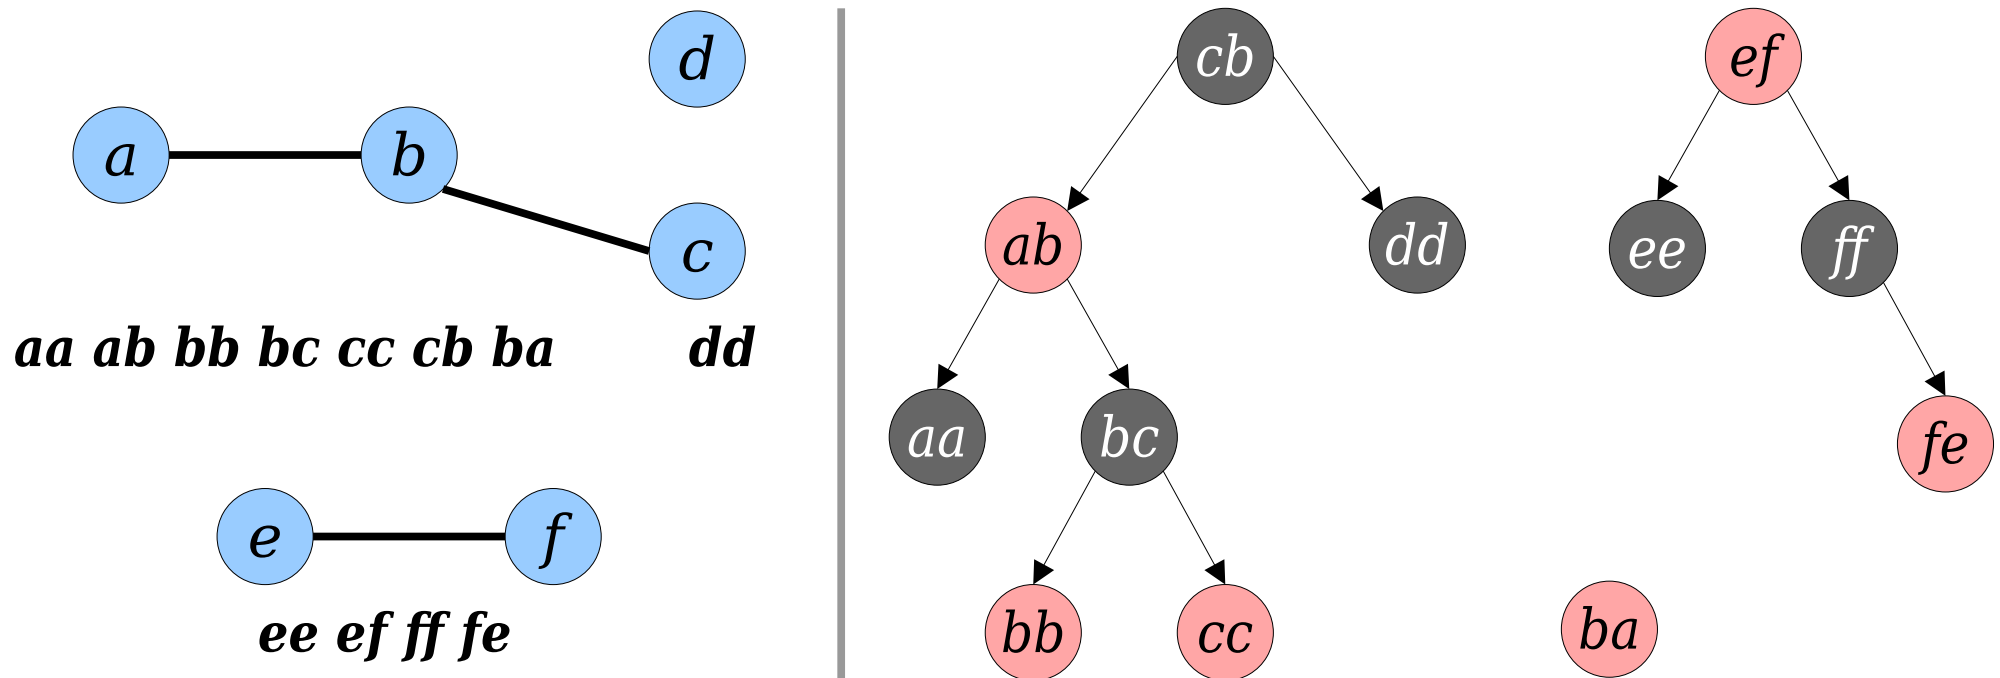 d
a b
c
aa ab bb bc cc cb ba dd
e f
ee ef ff fe
cb ef
ab dd ee ff
aa bc fe
bb cc ba